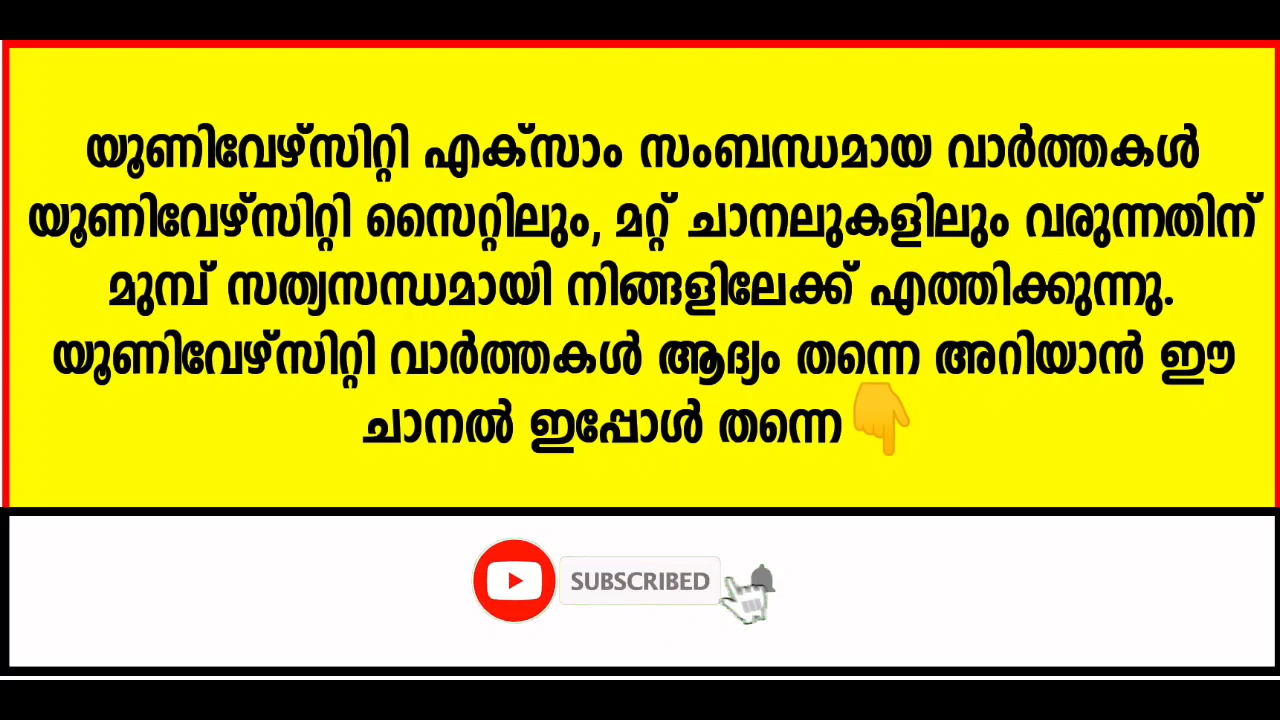 യൂണിവേഴ്സിറ്റി എക്സാം സംബന്ധമായ വാർത്തകൾ
യൂണിവേഴ്സിറ്റി സൈറ്റിലും, മറ്റ് ചാനലുകളിലും വരുന്നതിന്
മുമ്പ് സത്യസന്ധമായി നിങ്ങളിലേക്ക് എത്തിക്കുന്നു.
യൂണിവേഴ്സിറ്റി വാർത്തകൾ ആദ്യം തന്നെ അറിയാൻ ഈ
ചാനൽ ഇപ്പോൾ തന്നെ👇
SUBSCRIBED